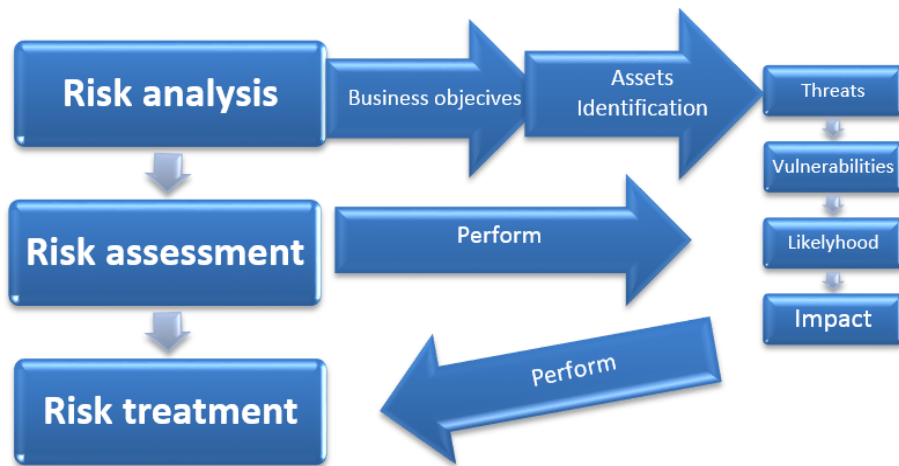 Risk analysis
Business objecives
Assets
Identification
Threats
Vulnerabilities
Risk assessment
Perform
Likelyhood
Impact
Risk treatment
Perform